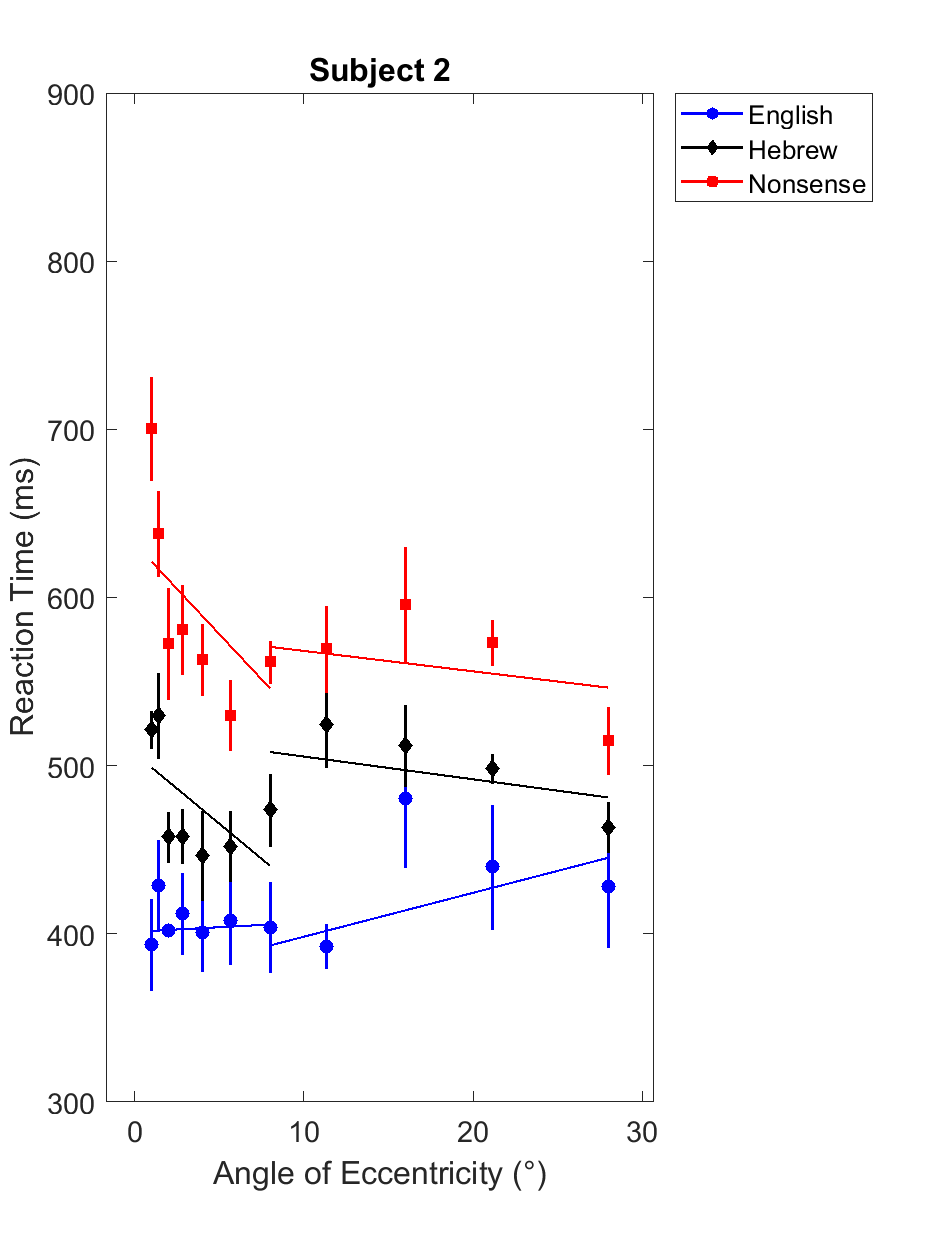 Subject 2
900
800
700
600
500
400
300
Reaction Time (ms)
0 10 20 30
Angle of Eccentricity (°)
English
Hebrew
Nonsense